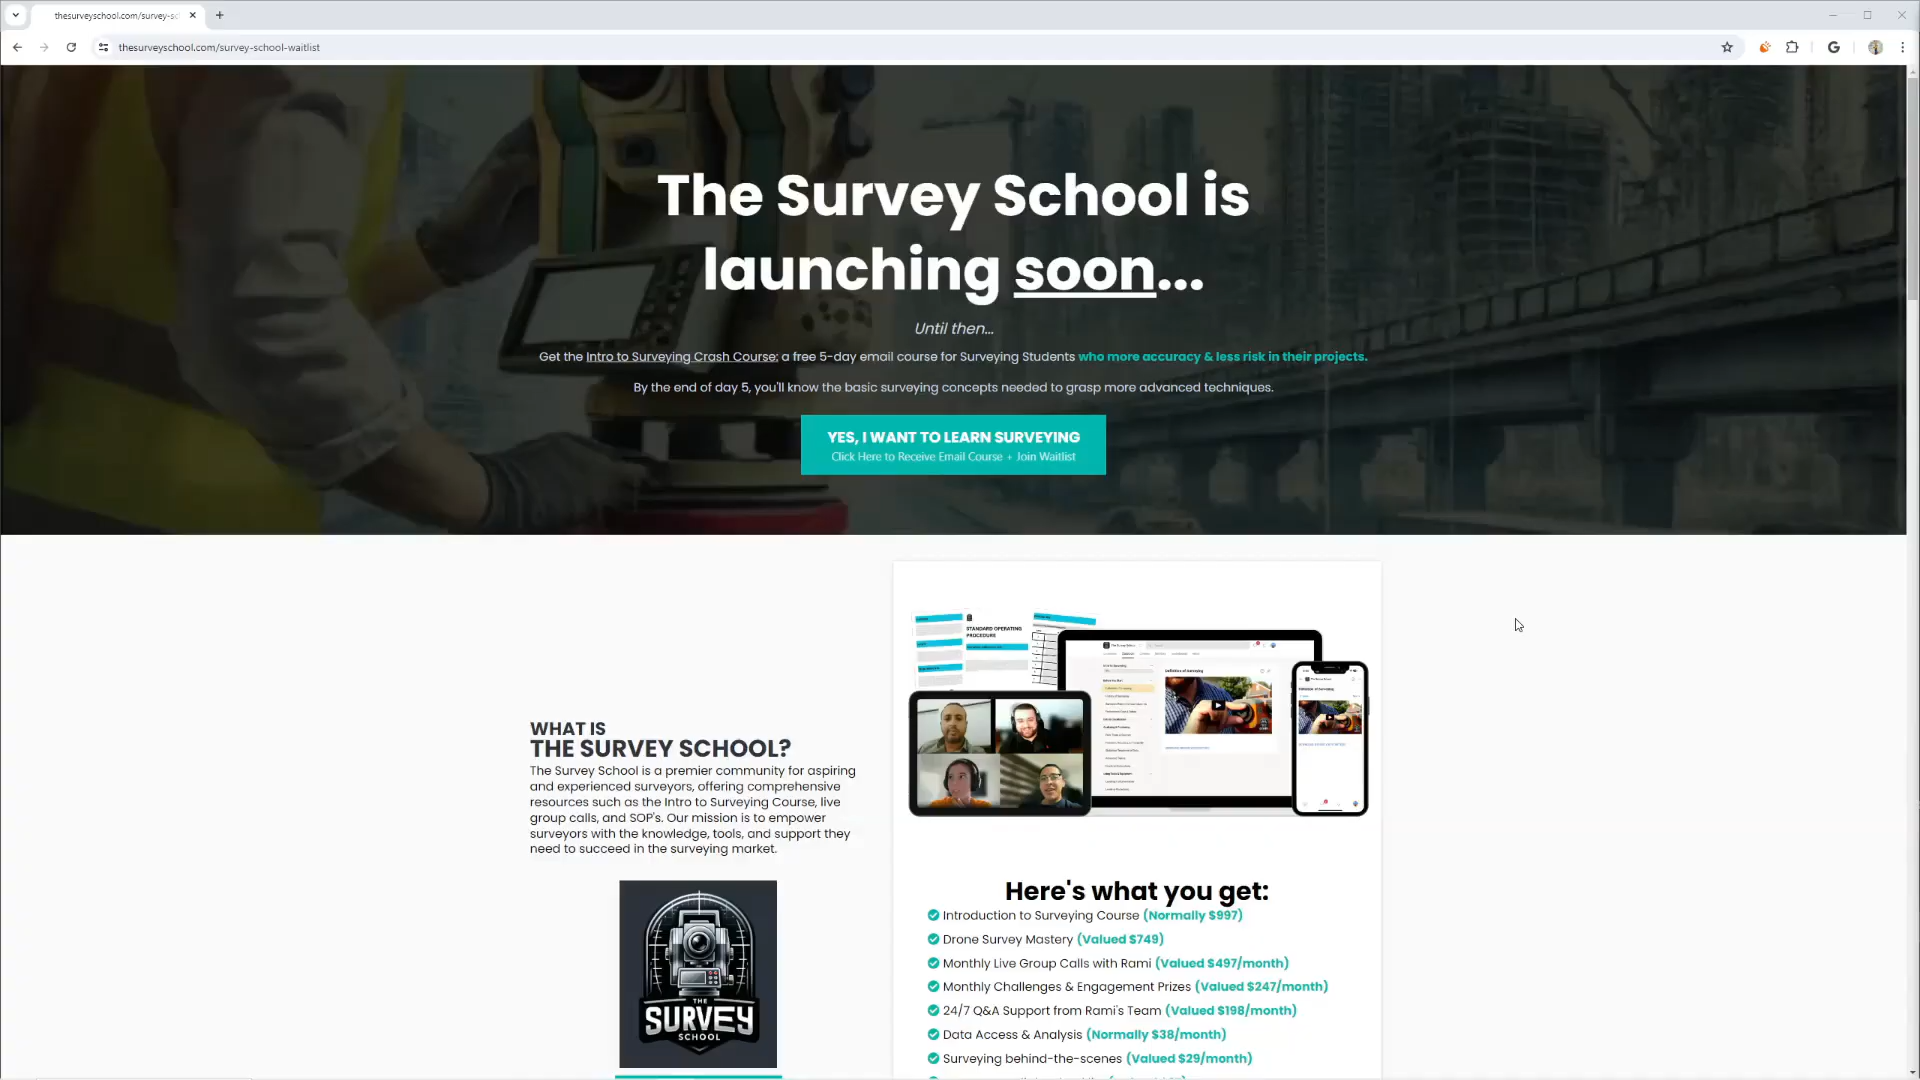 thesurveyschool.com/survey-sc
thesurveyschool.com/survey-school-waitlist
The Survey School is
launching soon...
Until then...
Get the Intro to Surveying Crash Course: a free 5-day email course for Surveying Students who more accuracy & less risk in their projects.
By the end of day 5, you'll know the basic surveying concepts needed to grasp more advanced techniques.
YES, I WANT TO LEARN SURVEYING
Click Here to Receive Email Course + Join Waitlist
STANDARD OPERATING
PROCEDURE
WHAT IS
THE SURVEY SCHOOL?
The Survey School is a premier community for aspiring
and experienced surveyors, offering comprehensive
resources such as the Intro to Surveying Course, live
group calls, and SOP's. Our mission is to empower
surveyors with the knowledge, tools, and support they
need to succeed in the surveying market.
THE
SURVEY
SCHOOL
Here's what you get:
Introduction to Surveying Course (Normally $997)
Drone Survey Mastery (Valued $749)
Monthly Live Group Calls with Rami (Valued $497/month)
Monthly Challenges & Engagement Prizes (Valued $247/month)
24/7 Q&A Support from Rami's Team (Valued $198/month)
Data Access & Analysis (Normally $38/month)
Surveying behind-the-scenes (Valued $29/month)